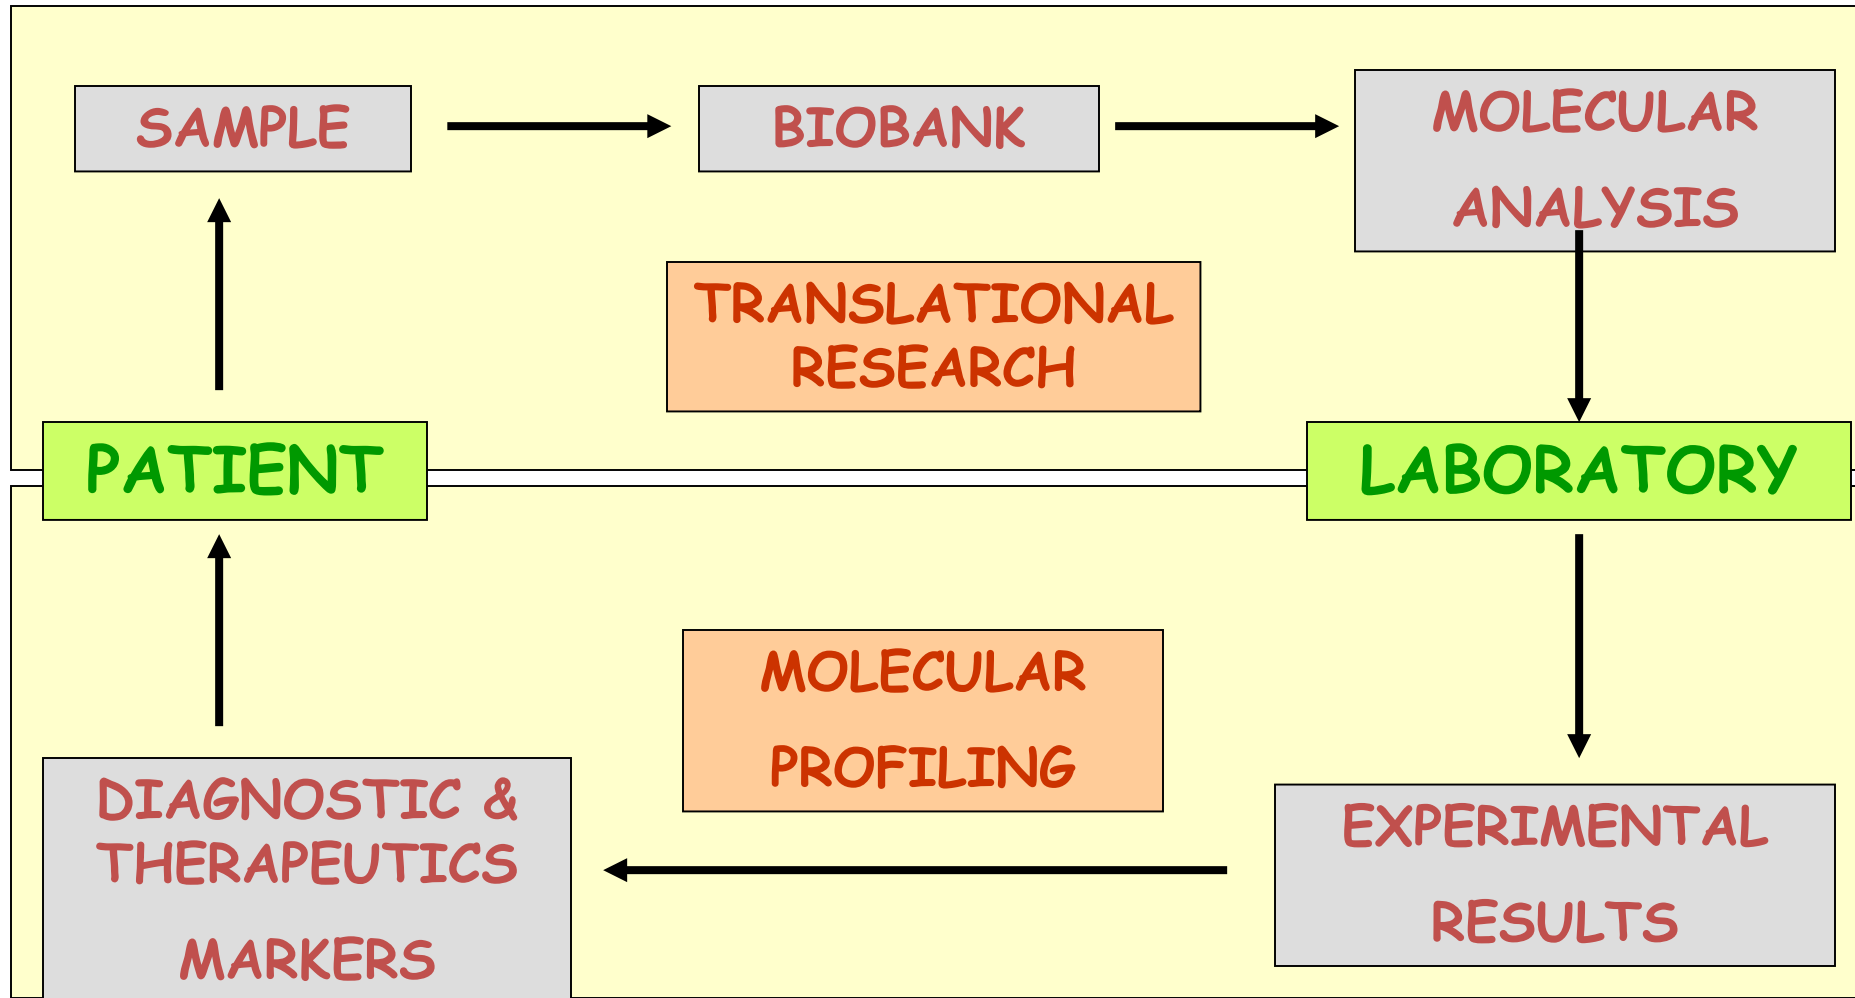 SAMPLE
BIOBANK
MOLECULAR
ANALYSIS
TRANSLATIONAL
RESEARCH
PATIENT
LABORATORY
MOLECULAR
PROFILING
DIAGNOSTIC &
THERAPEUTICS
MARKERS
EXPERIMENTAL
RESULTS